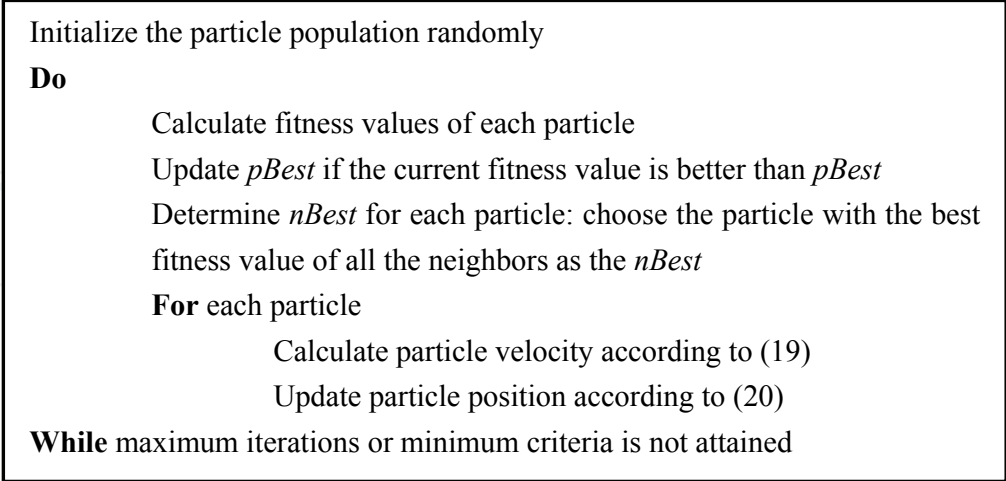 Initialize the particle population randomly
Do
Calculate fitness values of each particle
Update pBest if the current fitness value is better than pBest
Determine nBest for each particle: choose the particle with the best
fitness value of all the neighbors as the nBest
For each particle
Calculate particle velocity according to (19)
Update particle position according to (20)
While maximum iterations or minimum criteria is not attained